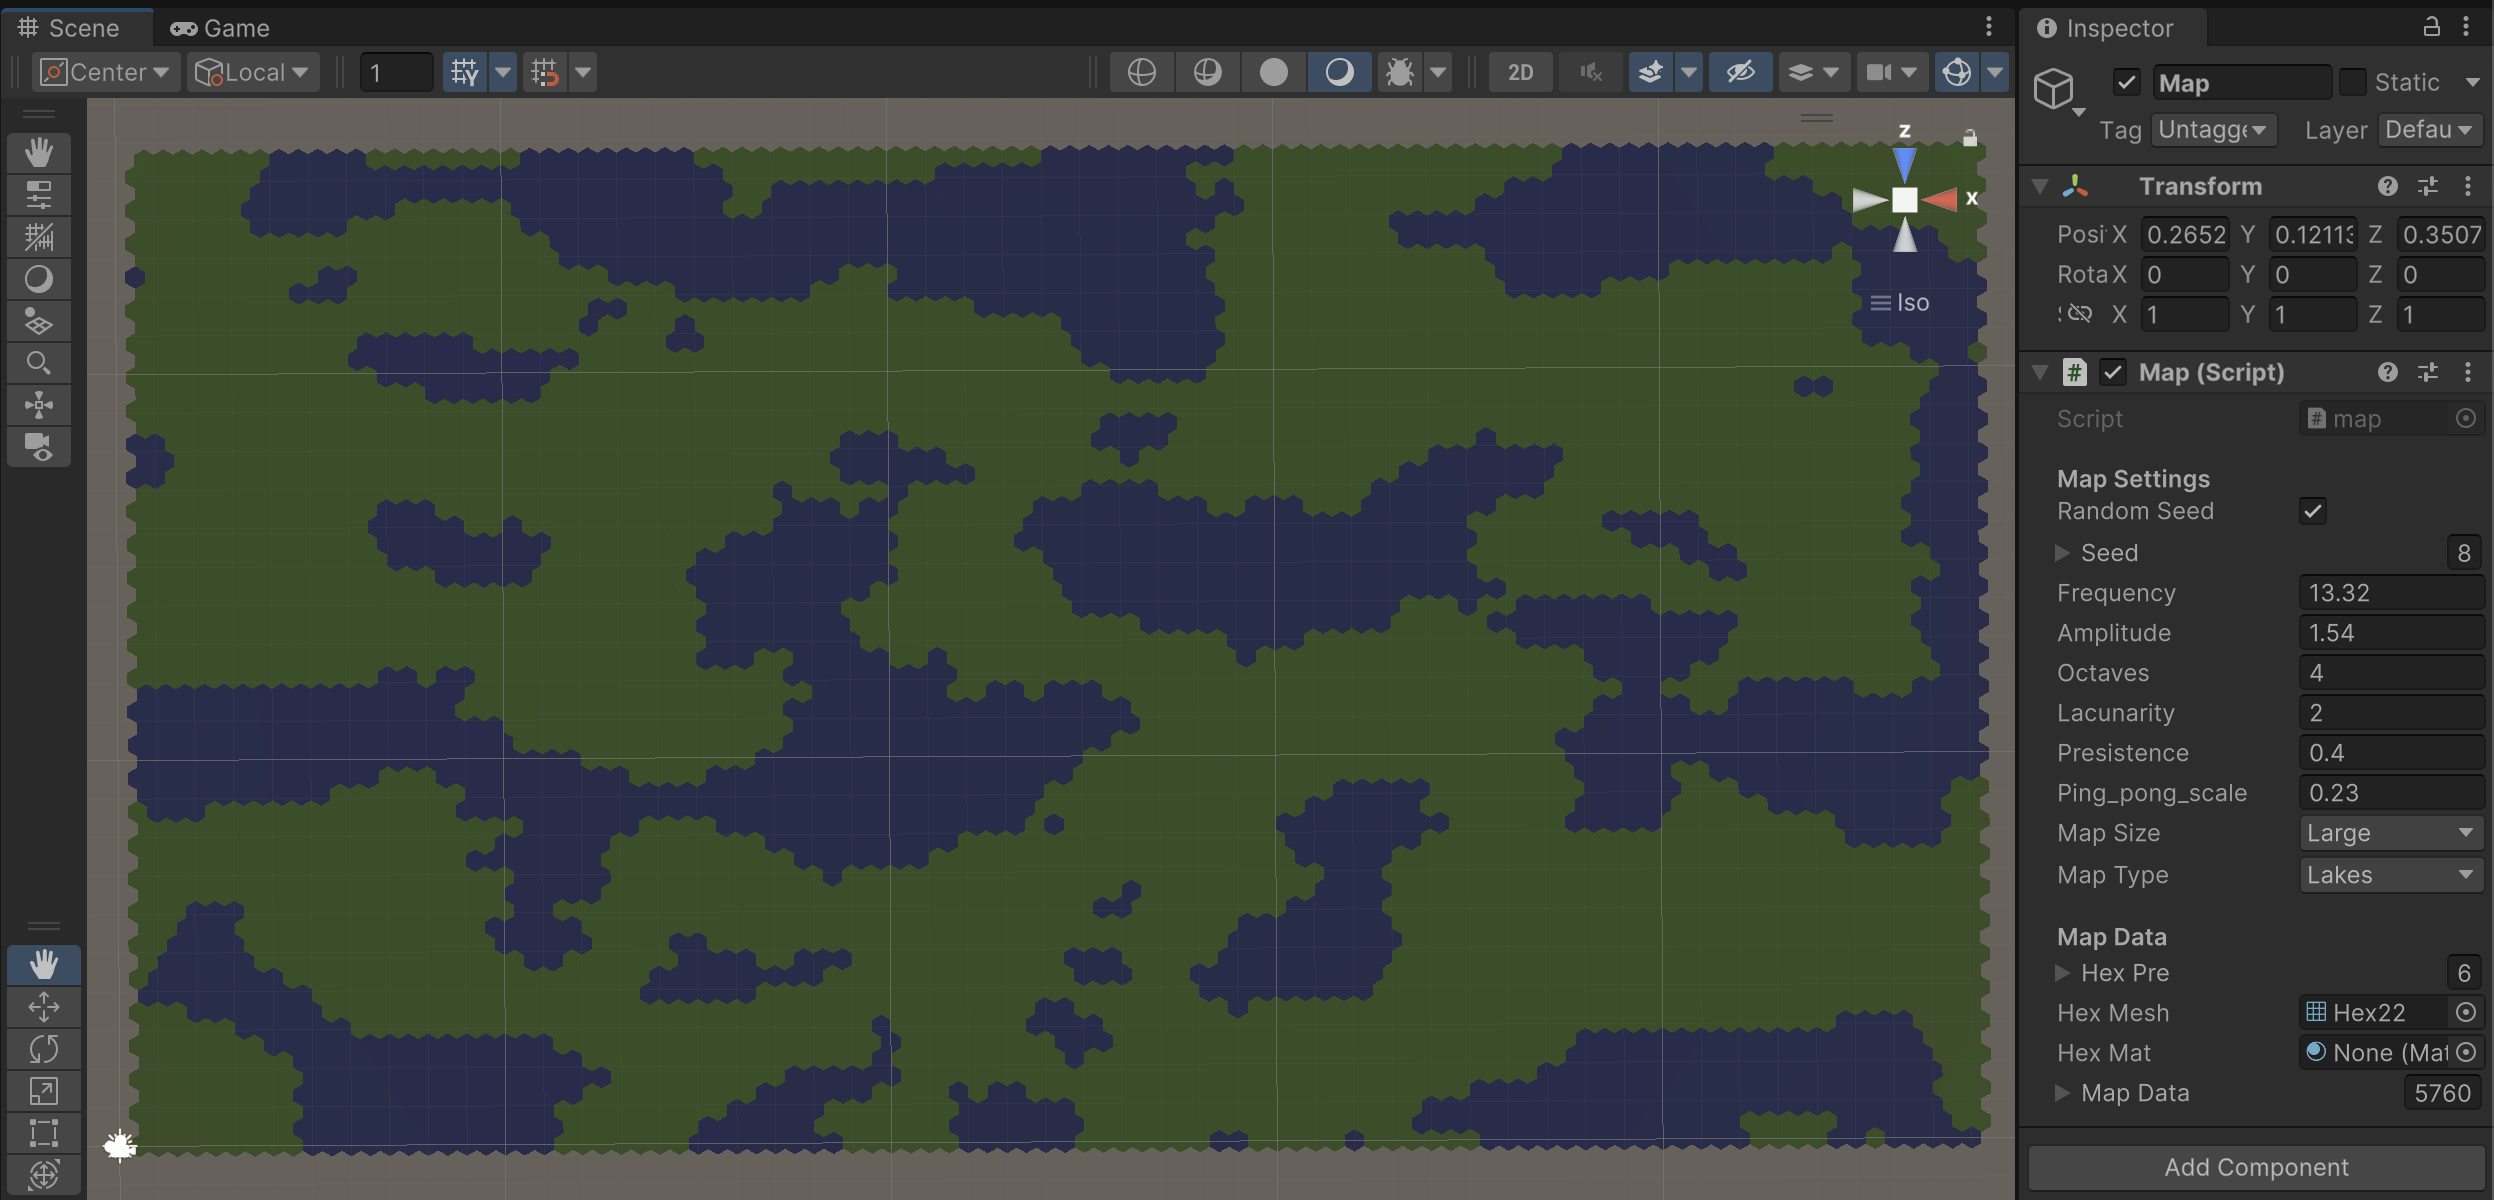 Scene
Game
Center
Local
1
2D
z
x
Iso
Inspector
Map
Static
Tag
Untagge
Layer
Defau
Transform
Posi X 0.2652 Y 0.1211 Z 0.3507
Rota X 0 Y 0 Z 0
X 1 Y 1 Z 1
# Map (Script)
Script # map
Map Settings
Random Seed
Seed 8
Frequency 13.32
Amplitude 1.54
Octaves 4
Lacunarity 2
Presistence 0.4
Ping_pong_scale 0.23
Map Size Large
Map Type Lakes
Map Data
Hex Pre 6
Hex Mesh Hex22
Hex Mat None (Mat
Map Data 5760
Add Component